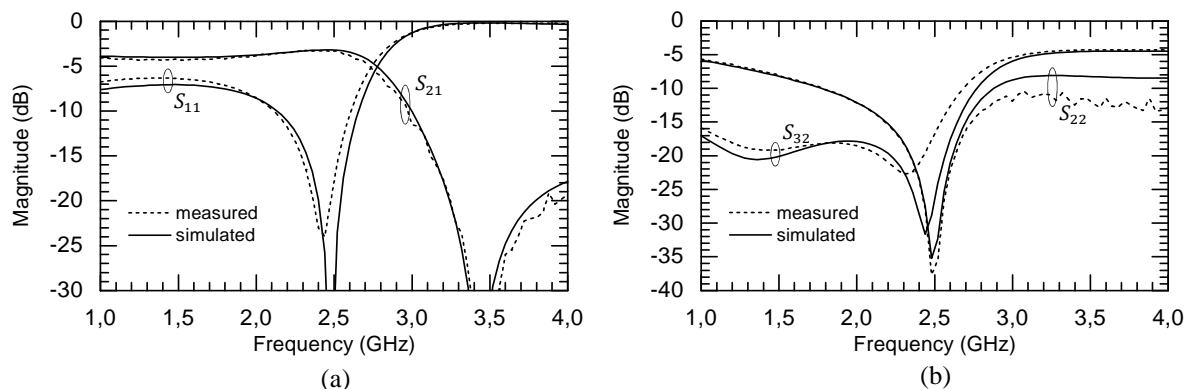 0
-5
-10
-15
-20
-25
-30
Magnitude (dB)
S11
S21
measured
simulated
1,0 1,5 2,0 2,5 3,0 3,5 4,0
Frequency (GHz)
(a)
0
-5
-10
-15
-20
-25
-30
-35
-40
Magnitude (dB)
S32
S22
measured
simulated
1,0 1,5 2,0 2,5 3,0 3,5 4,0
Frequency (GHz)
(b)